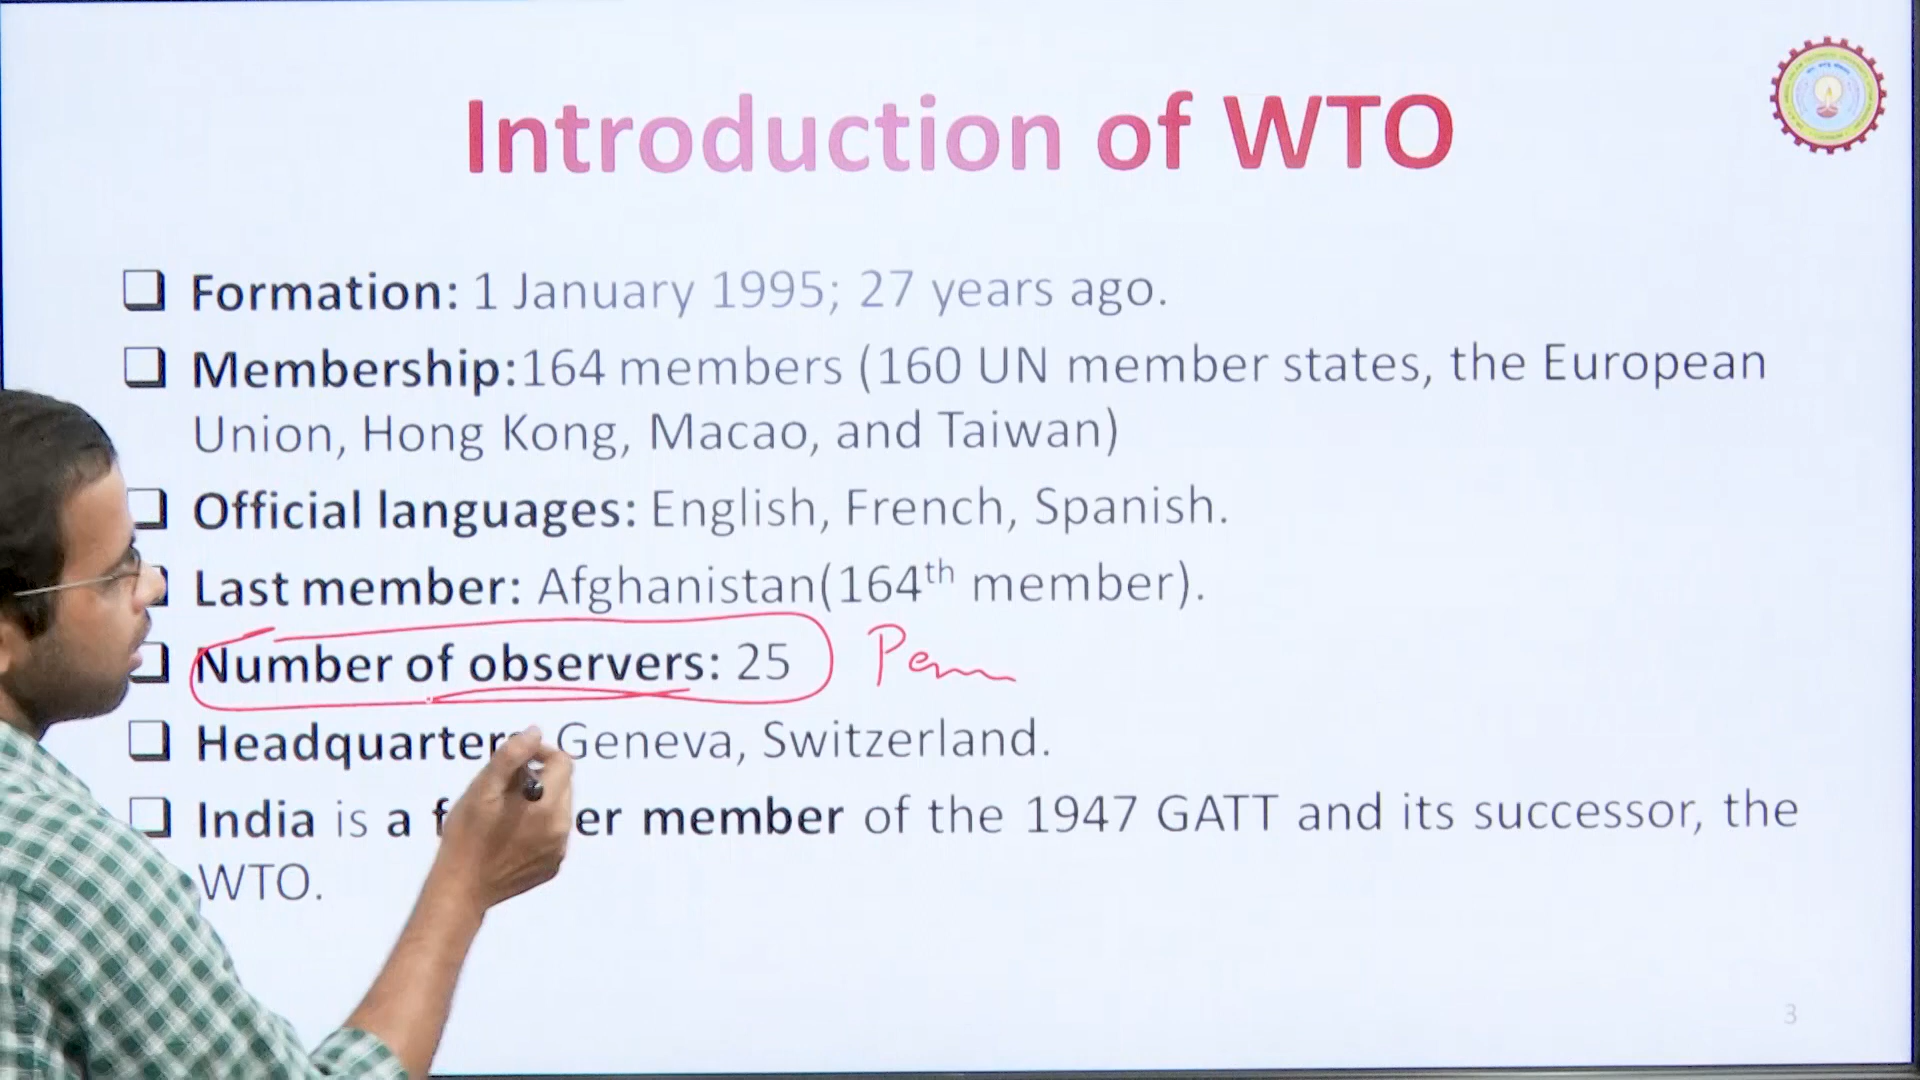 Introduction of WTO
Formation: 1 January 1995; 27 years ago.
Membership:164 members (160 UN member states, the European
Union, Hong Kong, Macao, and Taiwan)
Official languages: English, French, Spanish.
Last member: Afghanistan(164th member).
Number of observers: 25
Headquarter Geneva, Switzerland.
India is a member of the 1947 GATT and its successor, the
WTO.
3